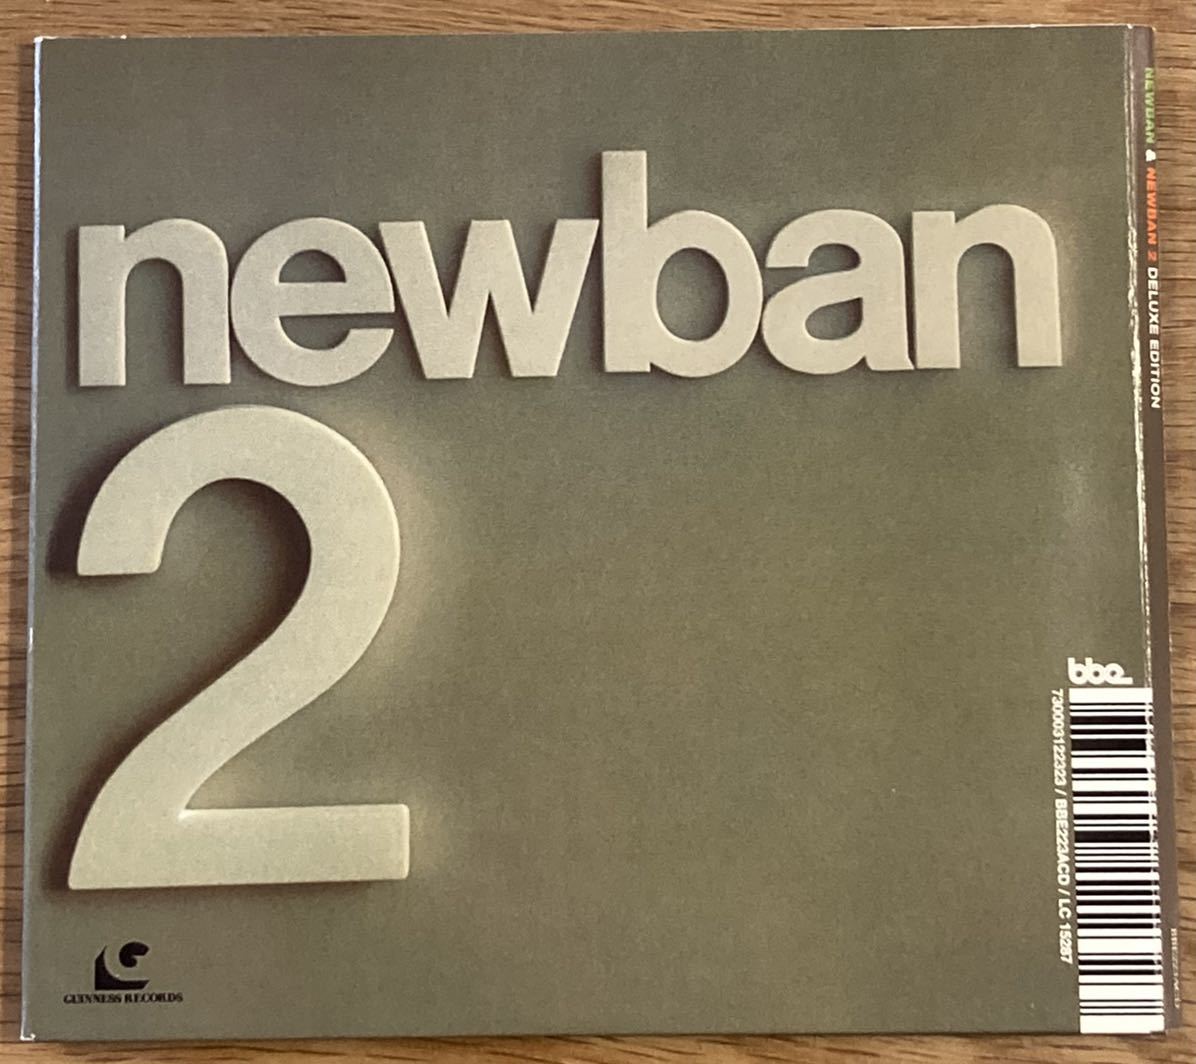 newban
2
GUINNESS RECORDS
NEWBAN & NEWBAN 2 DELUXE EDITION
bbe
730003122323 / BBE223ACD / LC 15287